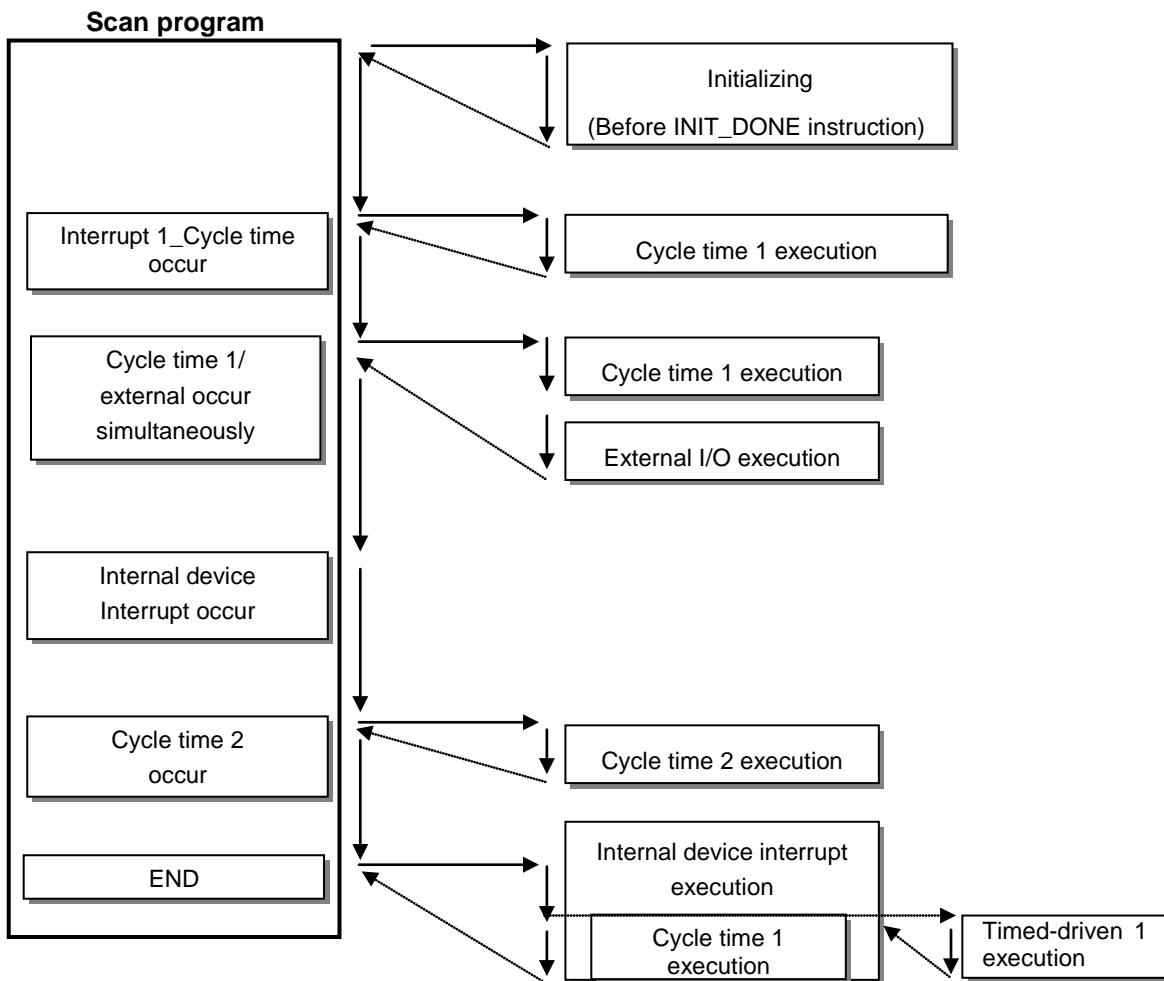 Scan program
Initializing
(Before INIT_DONE instruction)
Interrupt 1_Cycle time
occur
Cycle time 1 execution
Cycle time 1/
external occur
simultaneously
Cycle time 1 execution
External I/O execution
Internal device
Interrupt occur
Cycle time 2
occur
Cycle time 2 execution
END
Internal device interrupt
execution
Cycle time 1
execution
Timed-driven 1
execution